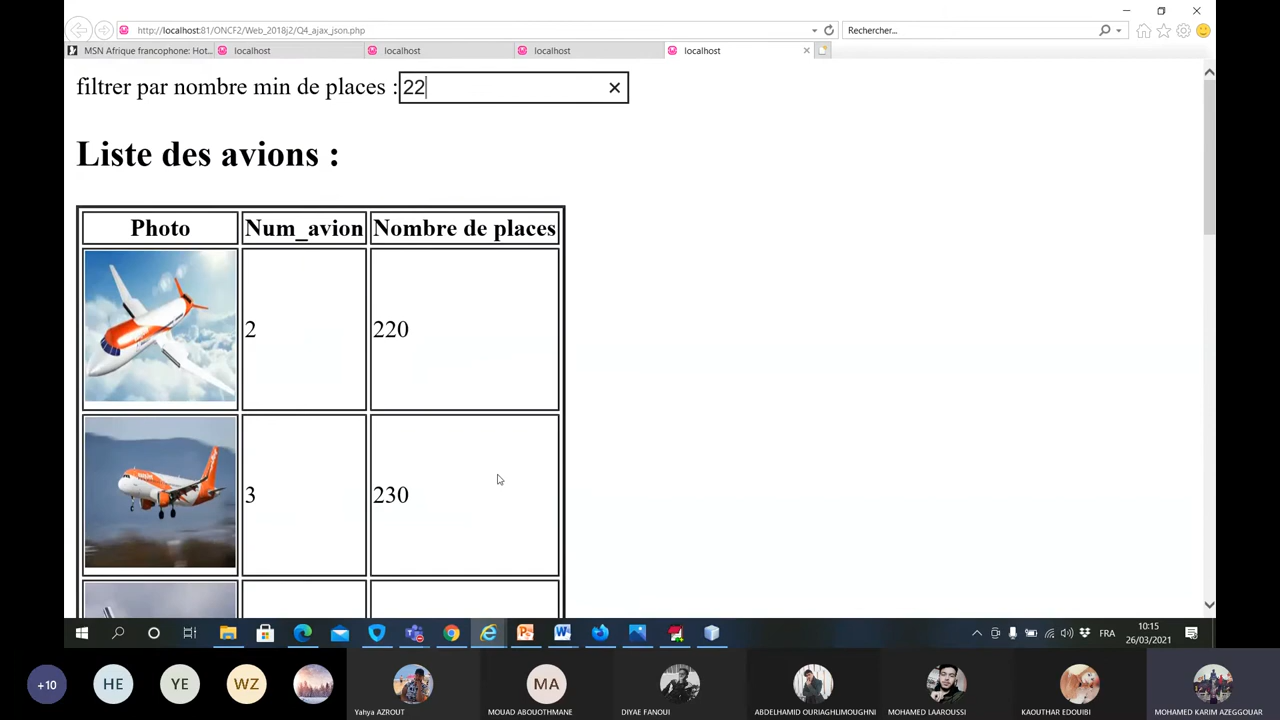 http://localhost:81/ONCF2/Web_2018j2/Q4_ajax_json.php
Rechercher...
MSN Afrique francophone: Hot...
localhost
localhost
localhost
localhost
filtrer par nombre min de places : 22
Liste des avions :
Photo Num_avion Nombre de places
2 220
3 230
FRA
10:15
26/03/2021
+10
HE
YE
WZ
Yahya AZROUT
MA
MOUAD ABOUOTHMANE
DIYAE FANOUI
ABDELHAMID OURIAGHLIMOUGHNI
MOHAMED LAAROUSSI
KAOUTHAR EDOUIBI
MOHAMED KARIM AZEGGOUAR